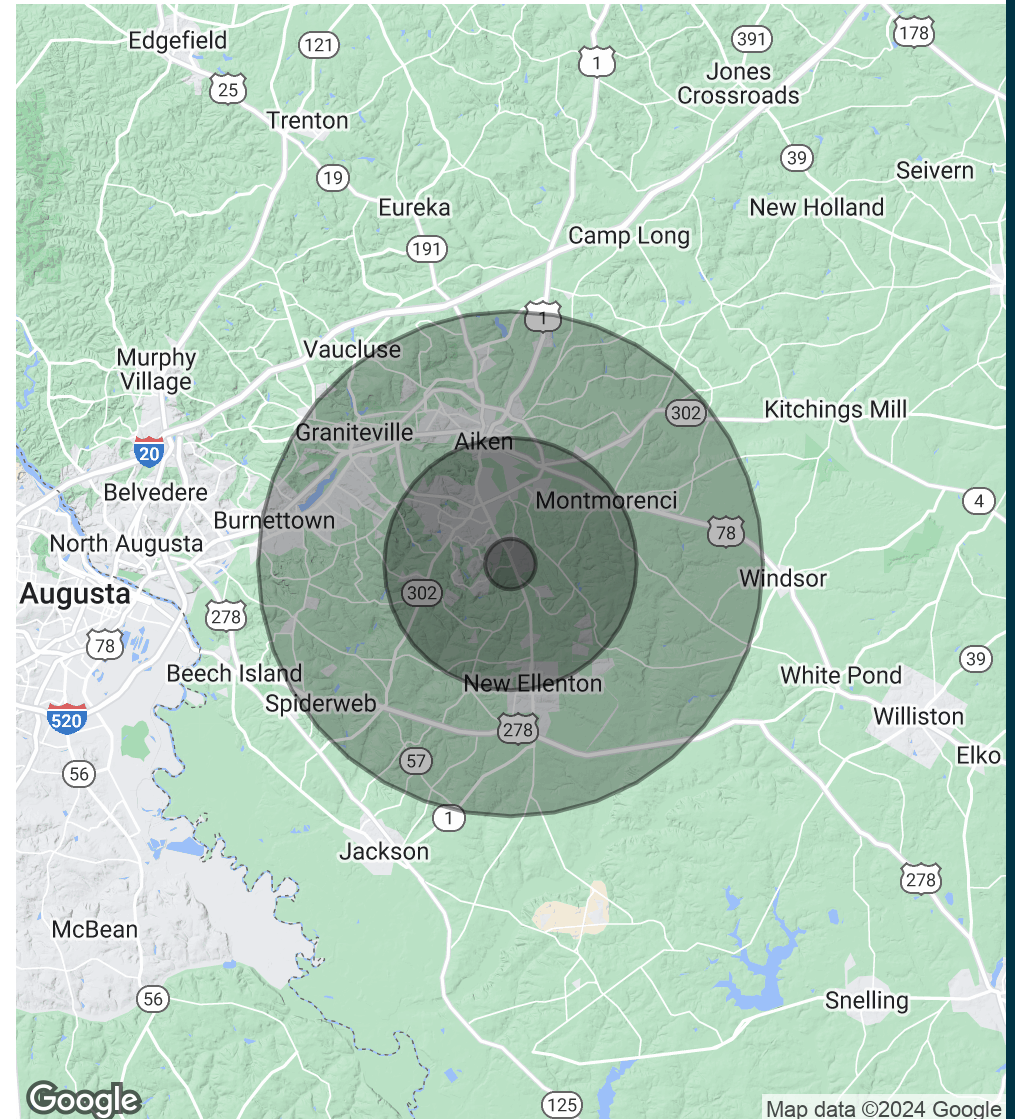 Edgefield
121
1
391
178
Jones
Crossroads
25
Trenton
39
19
Seivern
Eureka
New Holland
Camp Long
191
1
Vaucluse
Murphy
Village
302
Kitchings Mill
Graniteville
Aiken
20
Belvedere
Montmorenci
4
Burnettown
78
North Augusta
Windsor
Augusta
302
278
78
39
Beech Island
White Pond
New Ellenton
Spiderweb
Williston
520
278
Elko
57
56
1
Jackson
278
McBean
56
Snelling
125
Google
Map data ©2024 Google